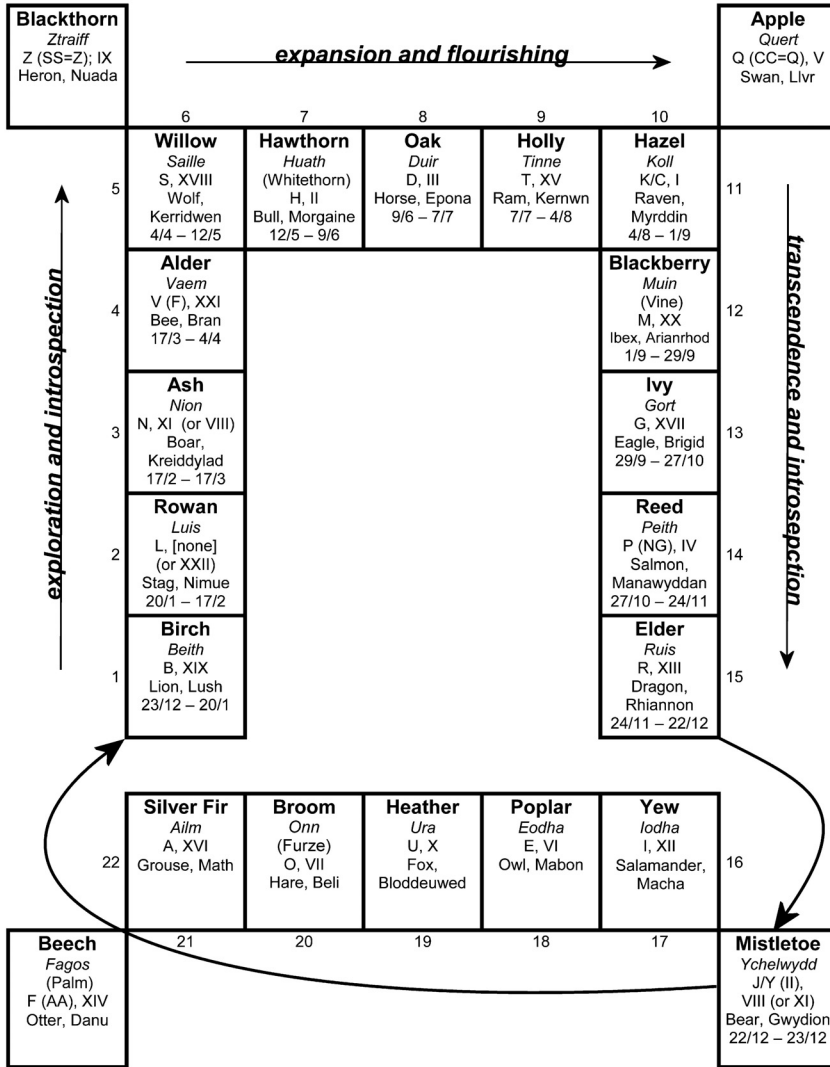 Blackthorn
Ztraiff
Z (SS=Z); IX
Heron, Nuada
expansion and flourishing
Apple
Quert
Q (CC=Q), V
Swan, Llvr
6
7
8
9
10
5
Willow
Saille
S, XVIII
Wolf,
Kerridwen
4/4 – 12/5
Hawthorn
Huath
(Whitethorn)
H, II
Bull, Morgaine
12/5 – 9/6
Oak
Duir
D, III
Horse, Epona
9/6 – 7/7
Holly
Tinne
T, XV
Ram, Kernwn
7/7 – 4/8
Hazel
Koll
K/C, I
Raven,
Myrddin
4/8 – 1/9
11
exploration and introspection
transcendence and introsepction
4
Alder
Vaem
V (F), XXI
Bee, Bran
17/3 – 4/4
Blackberry
Muin
(Vine)
M, XX
Ibex, Arianrhod
1/9 – 29/9
12
3
Ash
Nion
N, XI (or VIII)
Boar,
Kreiddylad
17/2 – 17/3
Ivy
Gort
G, XVII
Eagle, Brigid
29/9 – 27/10
13
2
Rowan
Luis
L, [none]
(or XXII)
Stag, Nimue
20/1 – 17/2
Reed
Peith
P (NG), IV
Salmon,
Manawyddan
27/10 – 24/11
14
1
Birch
Beith
B, XIX
Lion, Lush
23/12 – 20/1
Elder
Ruis
R, XIII
Dragon,
Rhiannon
24/11 – 22/12
15
22
Silver Fir
Ailm
A, XVI
Grouse, Math
Broom
Onn
(Furze)
O, VII
Hare, Beli
Heather
Ura
U, X
Fox,
Bloddeuwed
Poplar
Eodha
E, VI
Owl, Mabon
Yew
Iodha
I, XII
Salamander,
Macha
16
21
20
19
18
17
Beech
Fagos
(Palm)
F (AA), XIV
Otter, Danu
Mistletoe
Ychelwydd
J/Y (II),
VIII (or XI)
Bear, Gwydion
22/12 – 23/12